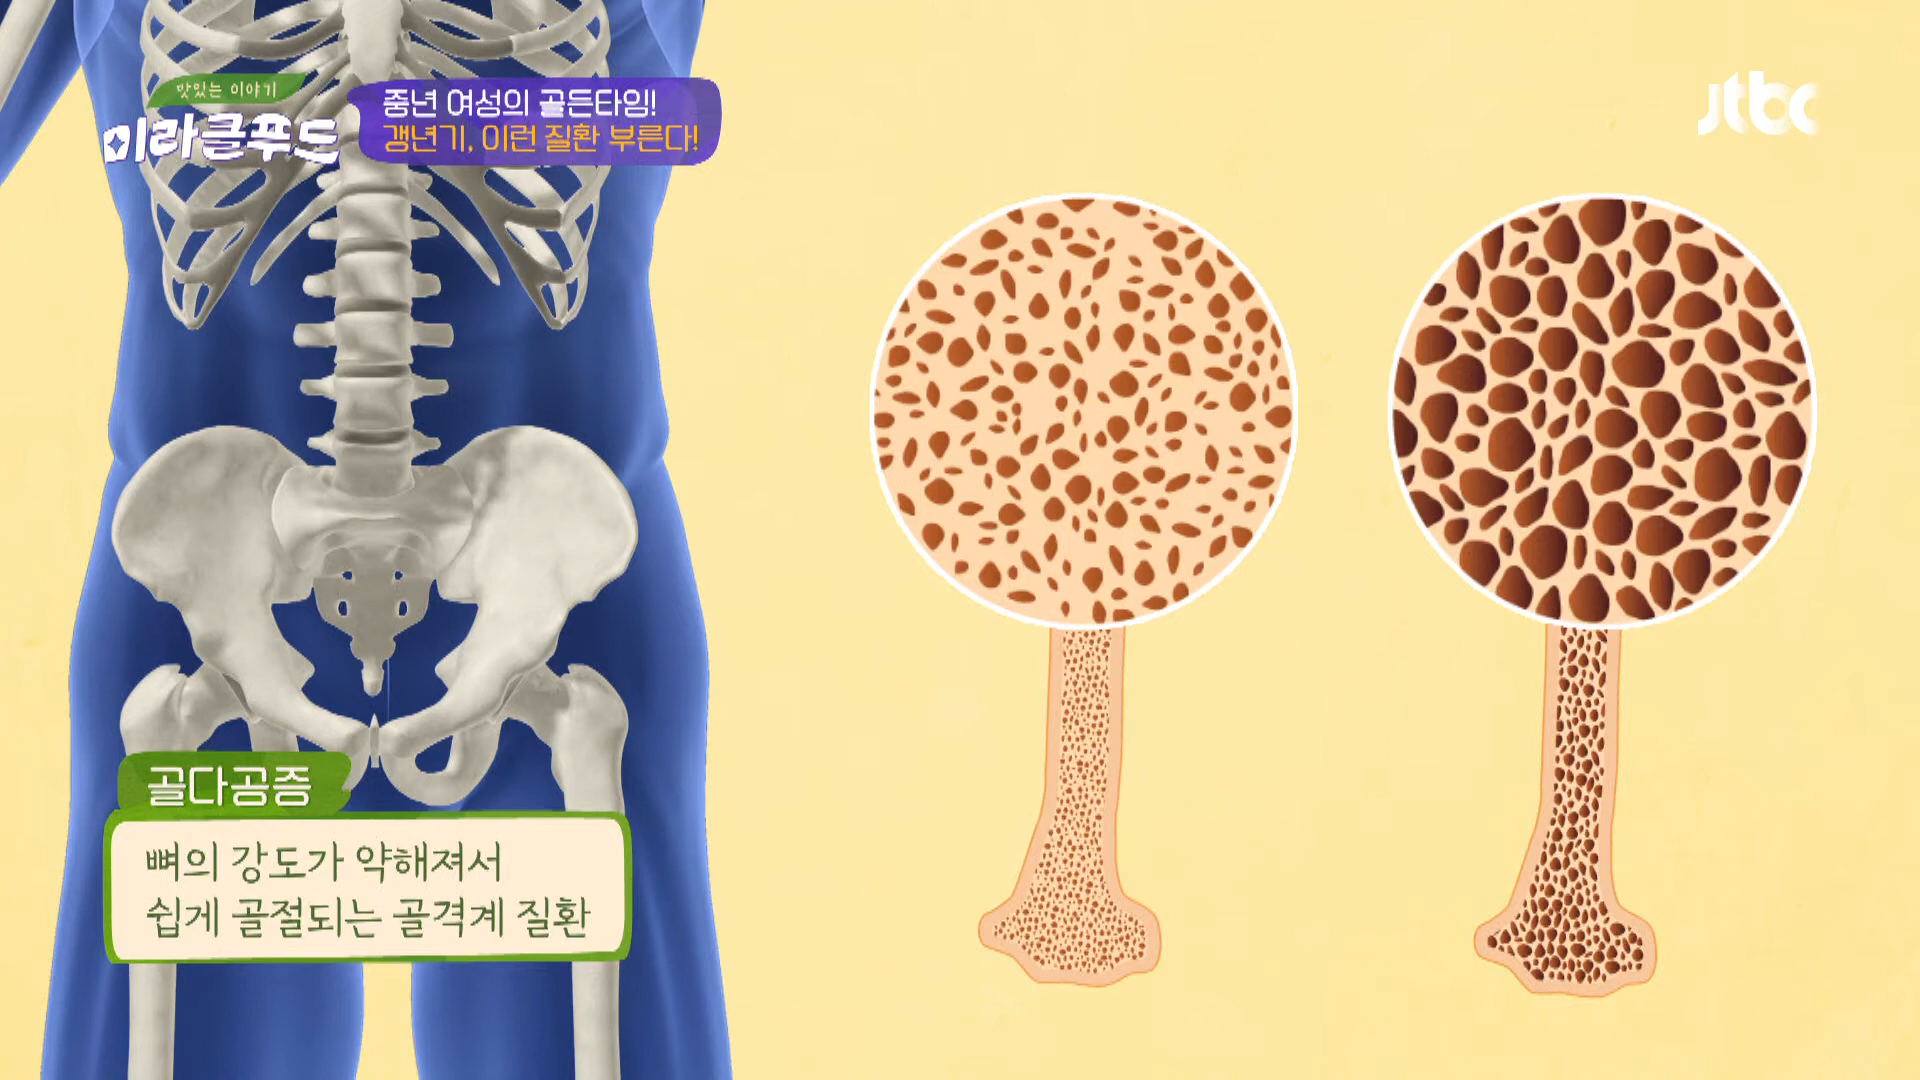 맛있는 이야기
미라클푸드
중년 여성의 골든타임!
갱년기, 이런 질환 부른다!
jtbc
골다공증
뼈의 강도가 약해져서
쉽게 골절되는 골격계 질환